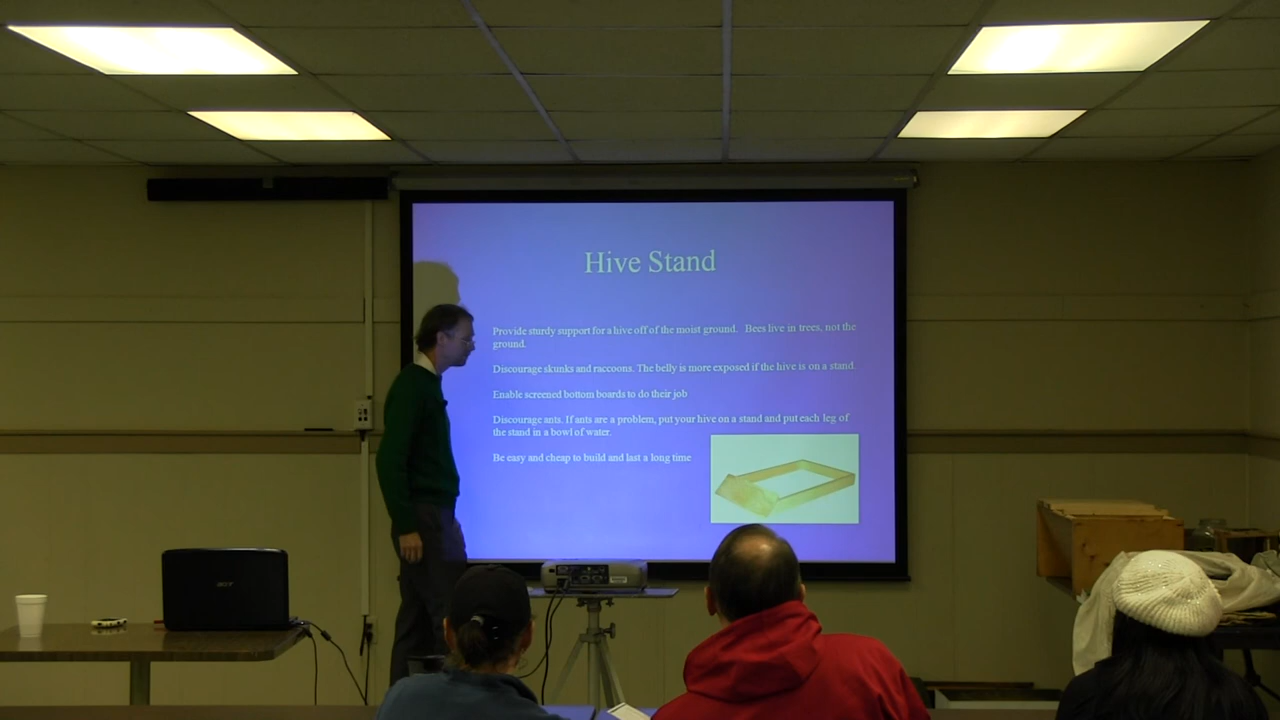 Hive Stand
Provide sturdy support for a hive off of the moist ground. Bees live in trees, not the
ground.
Discourage skunks and raccoons. The belly is more exposed if the hive is on a stand.
Enable screened bottom boards to do their job
Discourage ants. If ants are a problem, put your hive on a stand and put each leg of
the stand in a bowl of water.
Be easy and cheap to build and last a long time
acer